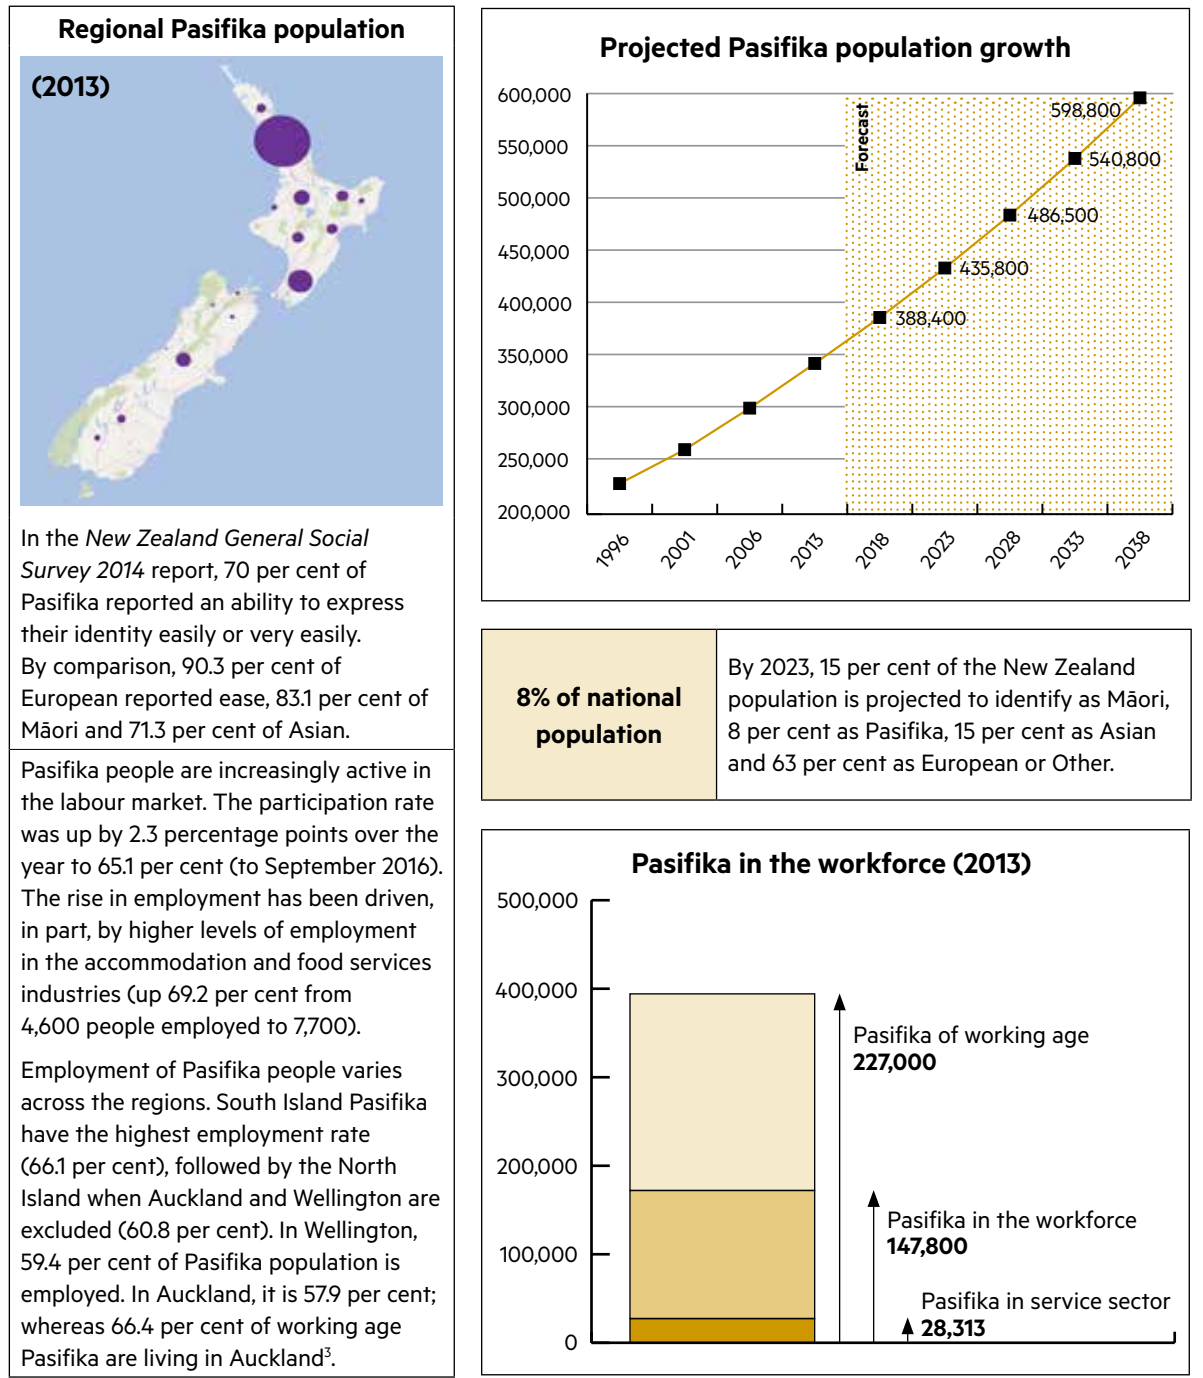 Regional Pasifika population
(2013)
In the New Zealand General Social
Survey 2014 report, 70 per cent of
Pasifika reported an ability to express
their identity easily or very easily.
By comparison, 90.3 per cent of
European reported ease, 83.1 per cent of
Māori and 71.3 per cent of Asian.
Pasifika people are increasingly active in
the labour market. The participation rate
was up by 2.3 percentage points over the
year to 65.1 per cent (to September 2016).
The rise in employment has been driven,
in part, by higher levels of employment
in the accommodation and food services
industries (up 69.2 per cent from
4,600 people employed to 7,700).
Employment of Pasifika people varies
across the regions. South Island Pasifika
have the highest employment rate
(66.1 per cent), followed by the North
Island when Auckland and Wellington are
excluded (60.8 per cent). In Wellington,
59.4 per cent of Pasifika population is
employed. In Auckland, it is 57.9 per cent;
whereas 66.4 per cent of working age
Pasifika are living in Auckland³.
Projected Pasifika population growth
600,000
550,000
500,000
450,000
400,000
350,000
300,000
250,000
200,000
Forecast
598,800
540,800
486,500
435,800
388,400
1996
2001
2006
2013
2018
2023
2028
2033
2038
8% of national
population
By 2023, 15 per cent of the New Zealand
population is projected to identify as Māori,
8 per cent as Pasifika, 15 per cent as Asian
and 63 per cent as European or Other.
Pasifika in the workforce (2013)
500,000
400,000
300,000
200,000
100,000
0
Pasifika of working age
227,000
Pasifika in the workforce
147,800
Pasifika in service sector
28,313